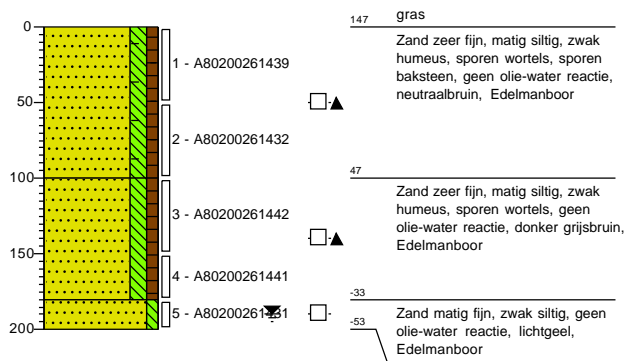 0
50
100
150
200
1 - A80200261439
2 - A80200261432
3 - A80200261442
4 - A80200261441
5 - A80200261431
147 gras
Zand zeer fijn, matig siltig, zwak
humeus, sporen wortels, sporen
baksteen, geen olie-water reactie,
neutraalbruin, Edelmanboor
47
Zand zeer fijn, matig siltig, zwak
humeus, sporen wortels, geen
olie-water reactie, donker grijsbruin,
Edelmanboor
-33
Zand matig fijn, zwak siltig, geen
olie-water reactie, lichtgeel,
Edelmanboor
-53